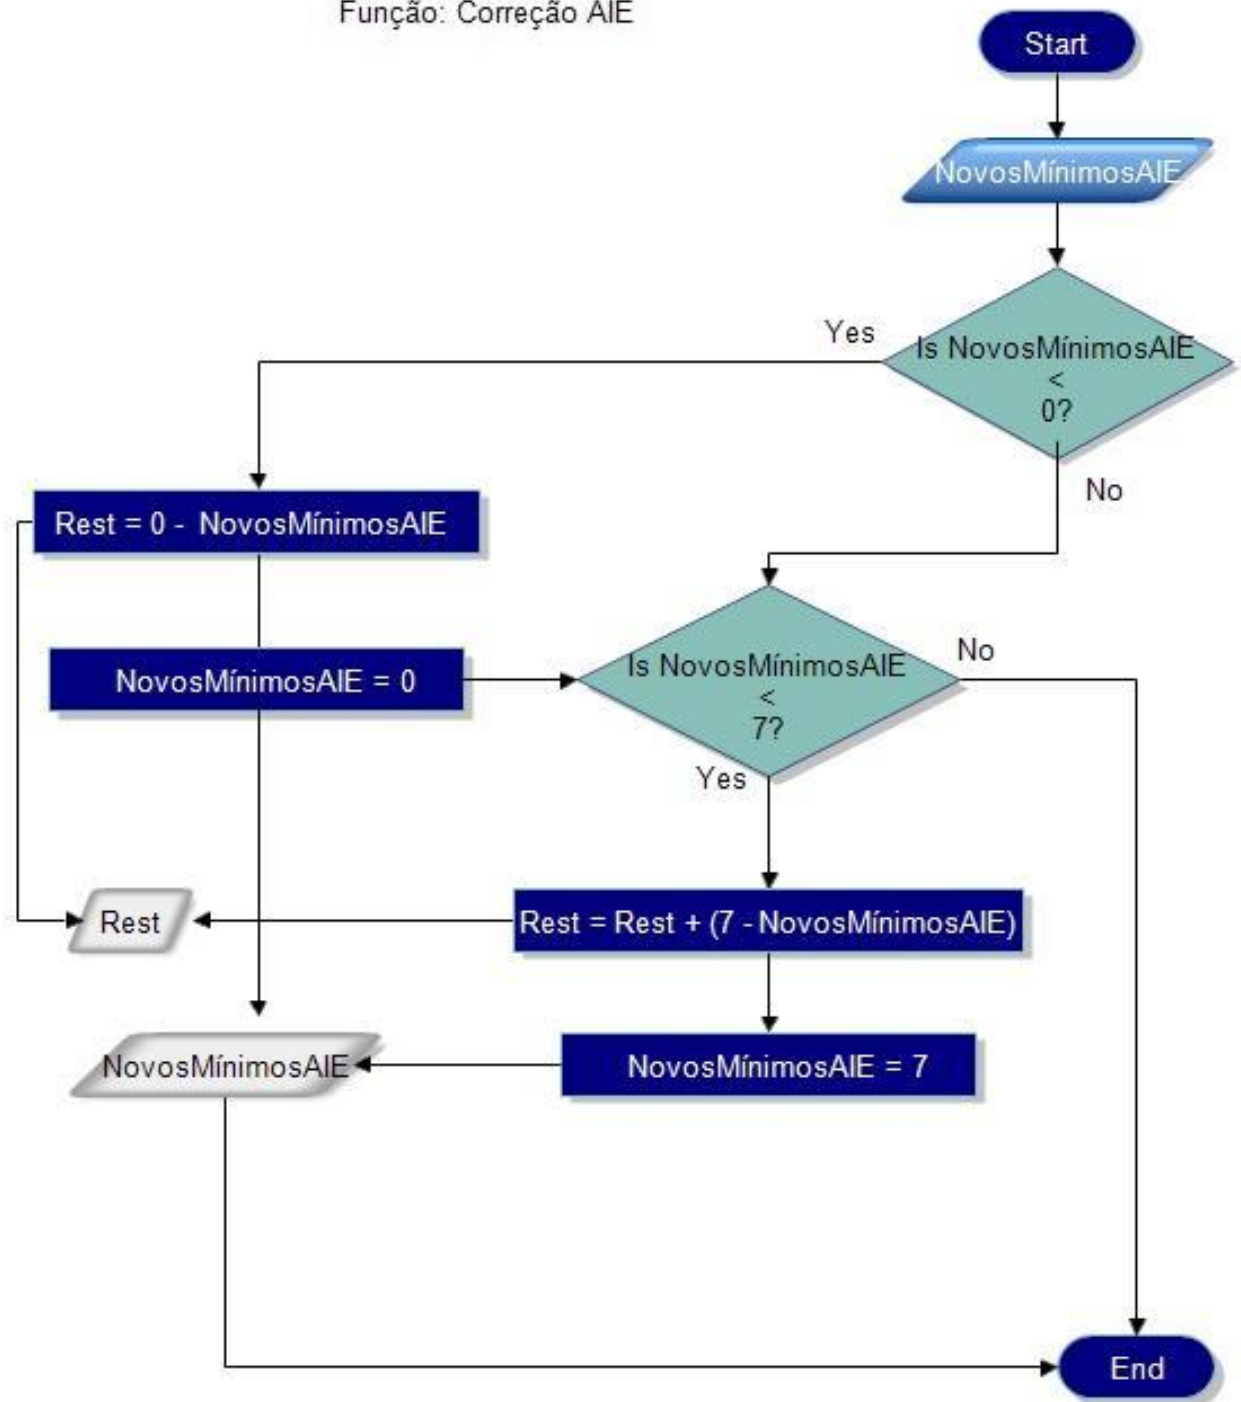 Função: Correção AIE
Start
NovosMínimosAIE
Is NovosMínimosAIE
<
0?
Yes
No
Rest = 0 - NovosMínimosAIE
NovosMínimosAIE = 0
Is NovosMínimosAIE
<
7?
No
Yes
Rest
Rest = Rest + (7 - NovosMínimosAIE)
NovosMínimosAIE
NovosMínimosAIE = 7
End